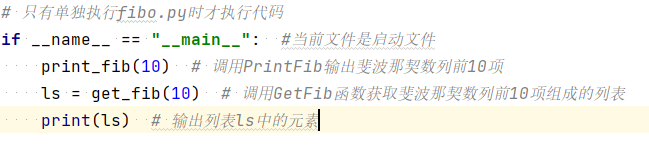 # 只有单独执行fibo.py时才执行代码
if __name__ == "__main__":  #当前文件是启动文件
    print_fib(10)  # 调用PrintFib输出斐波那契数列前10项
    ls = get_fib(10)  # 调用GetFib函数获取斐波那契数列前10项组成的列表
    print(ls)  # 输出列表ls中的元素